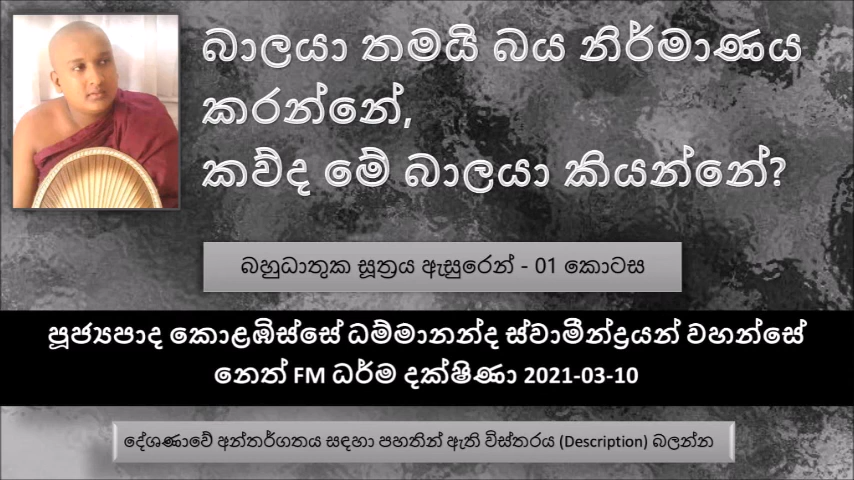 බාලයා තමයි බය නිර්මාණය
කරන්නේ,
කව්ද මේ බාලයා කියන්නේ?
බහුධාතුක සූත්‍රය ඇසුරෙන් - 01 කොටස
පූජ්‍යපාද කොළඹිස්සේ ධම්මානන්ද ස්වාමීන්ද්‍රයන් වහන්සේ
නෙත් FM ධර්ම දක්ෂිණා 2021-03-10
දේශණාවේ අන්තර්ගතය සඳහා පහතින් ඇති විස්තරය (Description) බලන්න